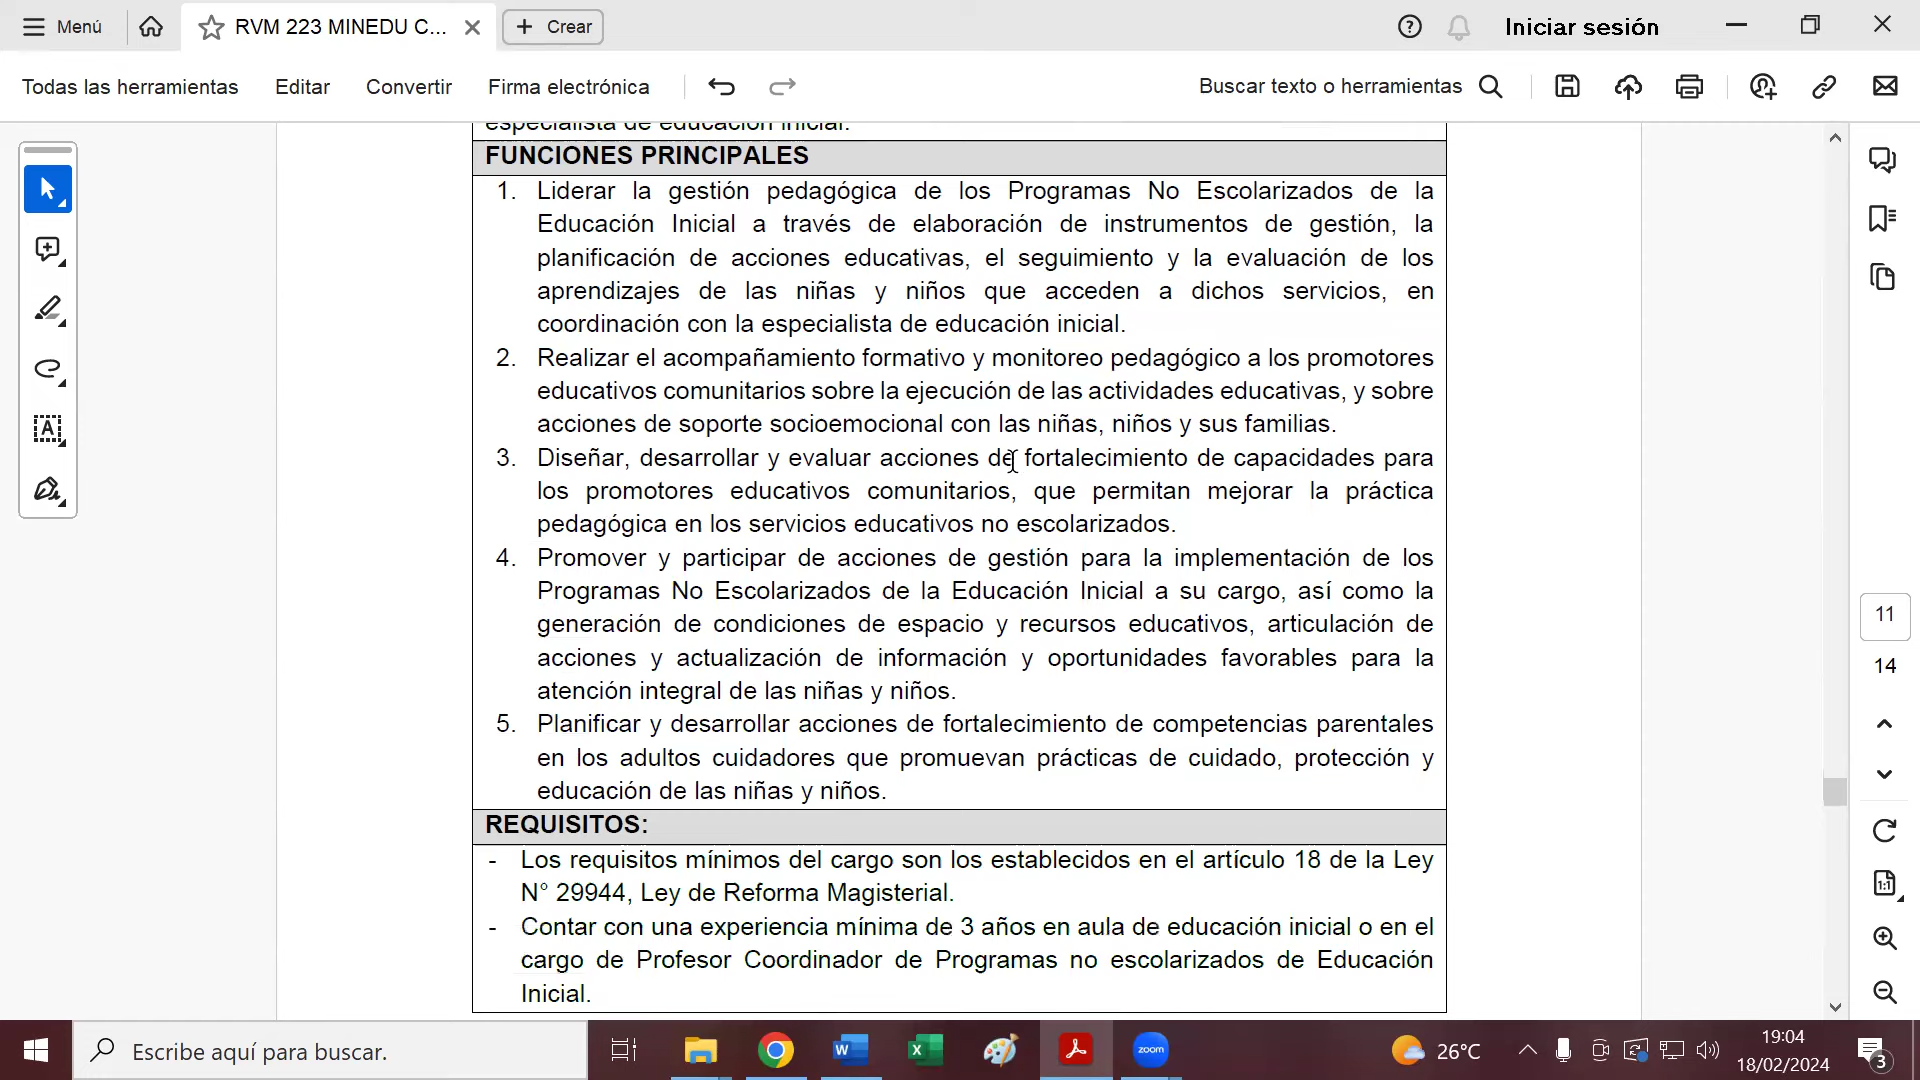 Menú
RVM 223 MINEDU C...
Crear
Iniciar sesión
Todas las herramientas
Editar
Convertir
Firma electrónica
Buscar texto o herramientas
especialista de educación inicial.
FUNCIONES PRINCIPALES
1. Liderar la gestión pedagógica de los Programas No Escolarizados de la
Educación Inicial a través de elaboración de instrumentos de gestión, la
planificación de acciones educativas, el seguimiento y la evaluación de los
aprendizajes de las niñas y niños que acceden a dichos servicios, en
coordinación con la especialista de educación inicial.
2. Realizar el acompañamiento formativo y monitoreo pedagógico a los promotores
educativos comunitarios sobre la ejecución de las actividades educativas, y sobre
acciones de soporte socioemocional con las niñas, niños y sus familias.
3. Diseñar, desarrollar y evaluar acciones de fortalecimiento de capacidades para
los promotores educativos comunitarios, que permitan mejorar la práctica
pedagógica en los servicios educativos no escolarizados.
4. Promover y participar de acciones de gestión para la implementación de los
Programas No Escolarizados de la Educación Inicial a su cargo, así como la
generación de condiciones de espacio y recursos educativos, articulación de
acciones y actualización de información y oportunidades favorables para la
atención integral de las niñas y niños.
5. Planificar y desarrollar acciones de fortalecimiento de competencias parentales
en los adultos cuidadores que promuevan prácticas de cuidado, protección y
educación de las niñas y niños.
REQUISITOS:
- Los requisitos mínimos del cargo son los establecidos en el artículo 18 de la Ley
N° 29944, Ley de Reforma Magisterial.
- Contar con una experiencia mínima de 3 años en aula de educación inicial o en el
cargo de Profesor Coordinador de Programas no escolarizados de Educación
Inicial.
11
14
1:1
Escribe aquí para buscar.
zoom
26°C
19:04
18/02/2024
3